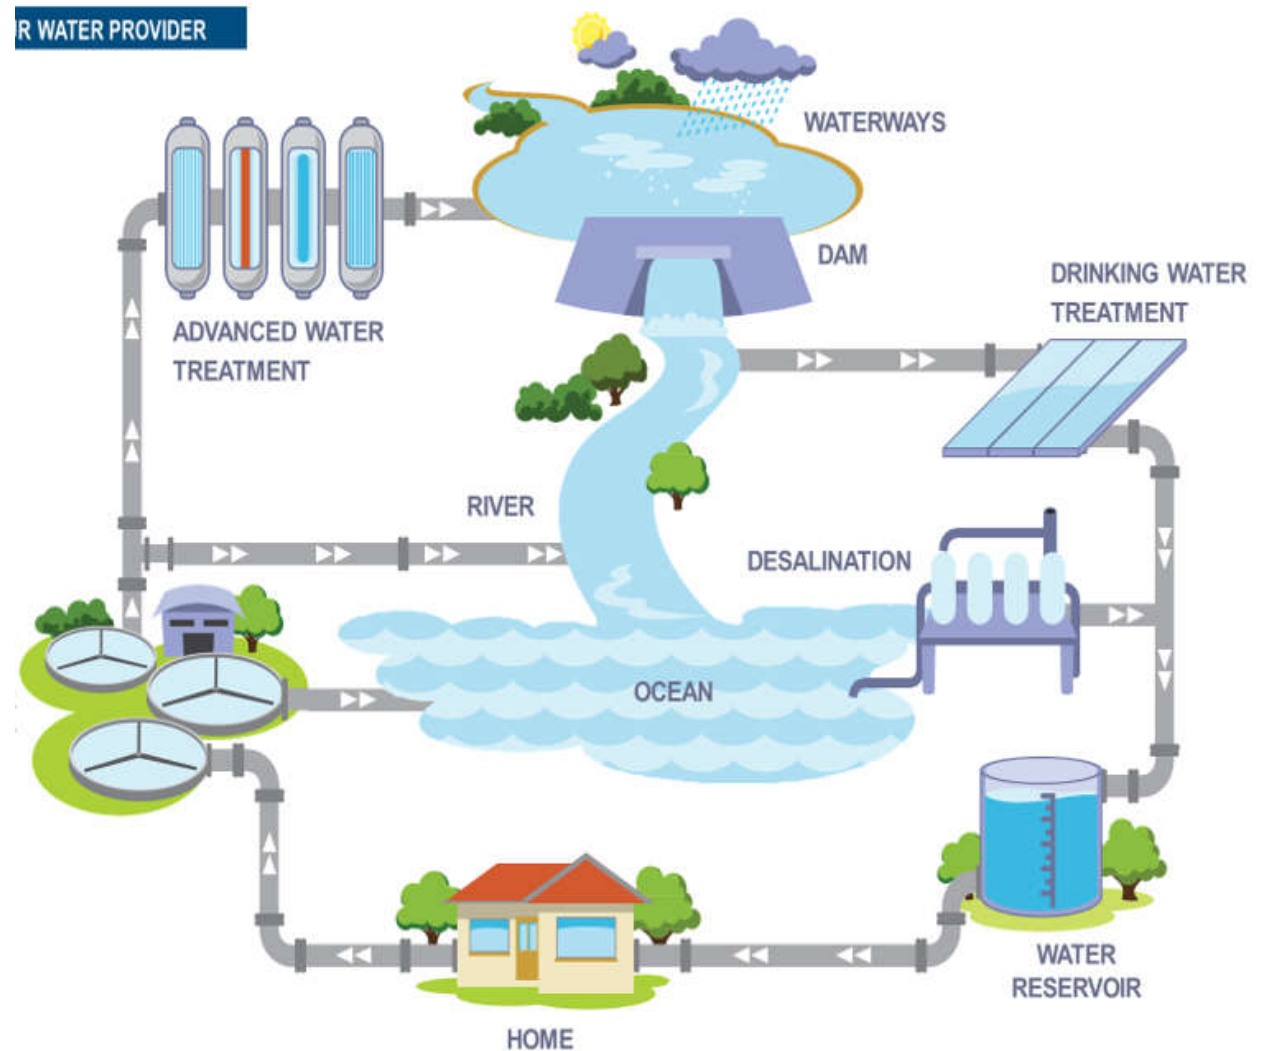 WATER PROVIDER
WATERWAYS
DAM
DRINKING WATER
TREATMENT
ADVANCED WATER
TREATMENT
RIVER
DESALINATION
OCEAN
WATER
RESERVOIR
HOME